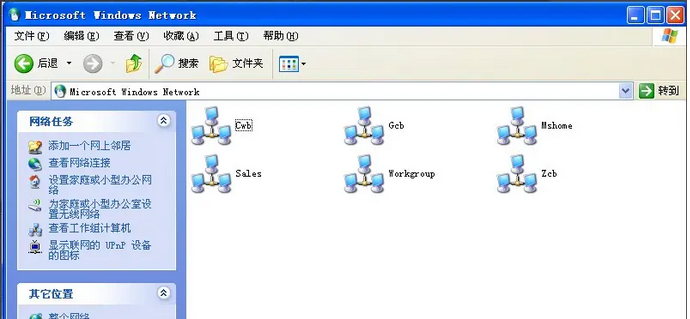 Microsoft Windows Network
文件(F) 编辑(E) 查看(V) 收藏(A) 工具(T) 帮助(H)
后退 搜索 文件夹
地址(D) Microsoft Windows Network 转到
网络任务
添加一个网上邻居
查看网络连接
设置家庭或小型办公网
络
为家庭或小型办公室设
置无线网络
查看工作组计算机
显示联网的 UPnP 设备
的图标
其它位置
整个网络
Cwb Gcb Mshome
Sales Workgroup Zcb